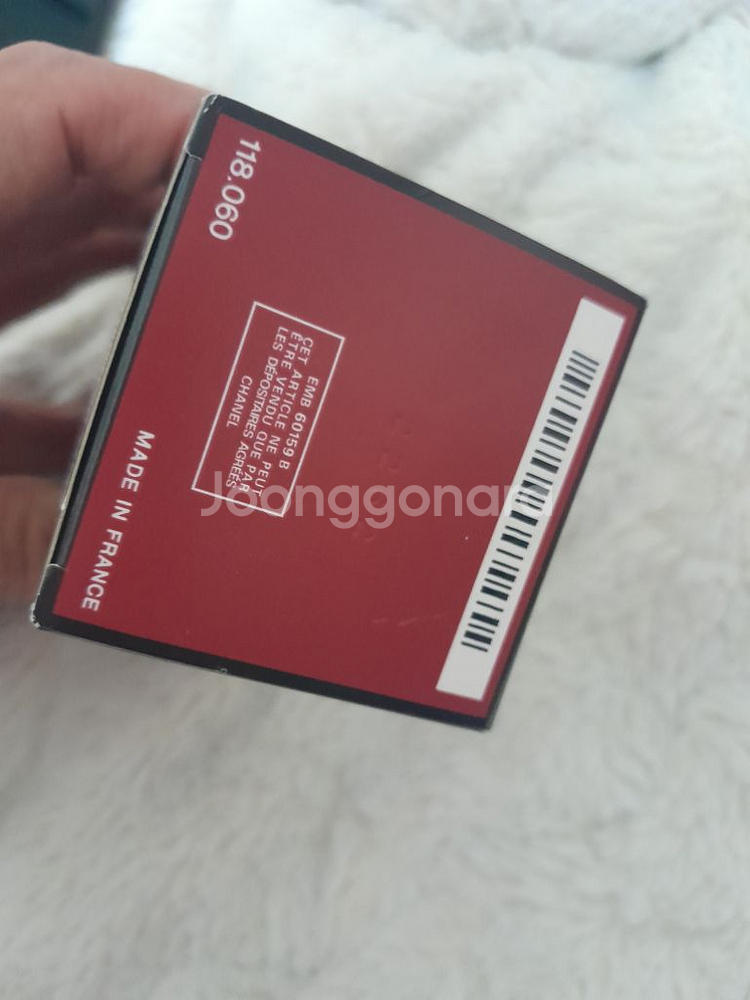 118.060
EMB 60159 B
CET ARTICLE NE PEUT
ÊTRE VENDU QUE PAR
LES DÉPOSITAIRES AGRÉÉS
CHANEL
MADE IN FRANCE
Joonggonara